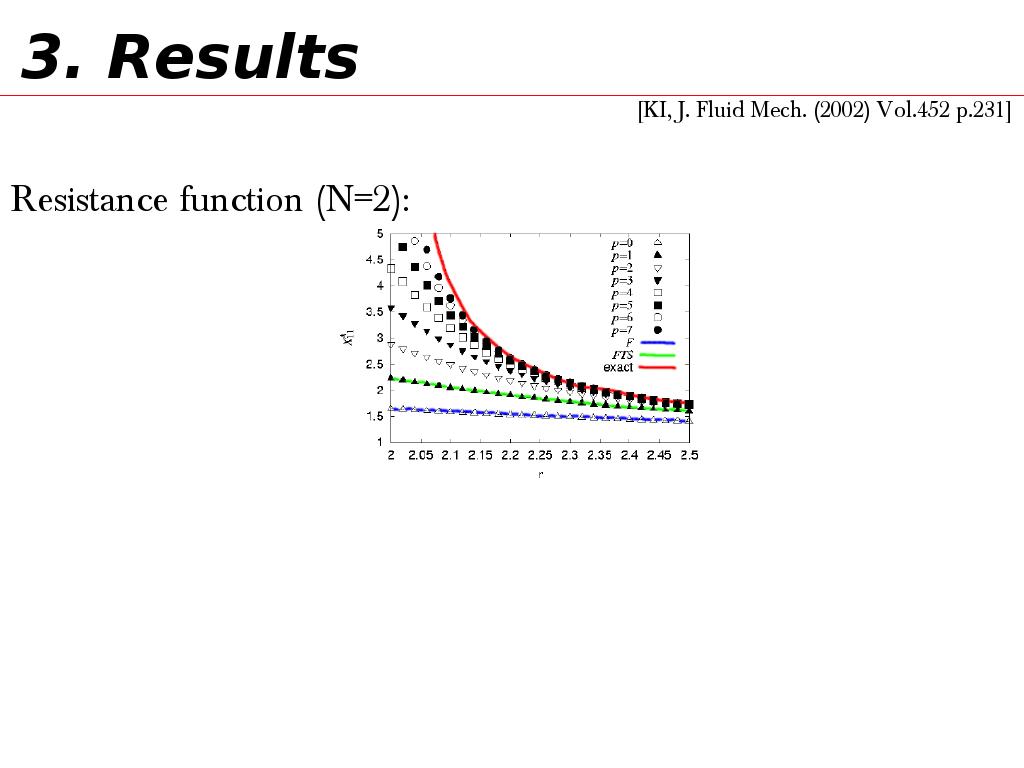 3. Results
[KI, J. Fluid Mech. (2002) Vol.452 p.231]
Resistance function (N=2):
5
4.5
4
3.5
3
2.5
2
1.5
1
p=0
p=1
p=2
p=3
p=4
p=5
p=6
p=7
F
FTS
exact
2 2.05 2.1 2.15 2.2 2.25 2.3 2.35 2.4 2.45 2.5
r